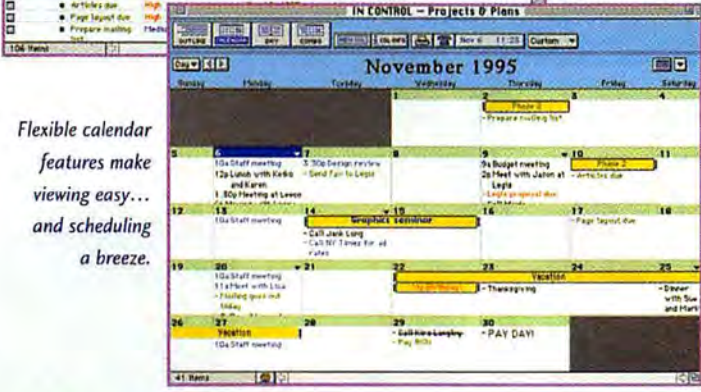 Articles due High
Page layout due High
Prepare mailing list Medium
106 Items
Flexible calendar
features make
viewing easy…
and scheduling
a breeze.
IN CONTROL – Projects & Plans
OUTLINE CALENDAR DAY COMBO
Nov 6 11:25 Custom
Day
November 1995
Sunday Monday Tuesday Wednesday Thursday Friday Saturday
1 2 3 4
Phase 2
- Prepare mailing list
5 6 7 8 9 10 11
10a Staff meeting
12p Lunch with Keiko
and Karen
1:30p Meeting at Leeco
3:30p Design review
- Send fax to Legis
9a Budget meeting
2p Meet with Jason at
Legis
- Legis proposal due
Phase 2
- Articles due
12 13 14 15 16 17 18
10a Staff meeting
Graphics seminar
- Call Jack Long
- Call NY Times for ad
rates
- Page layout due
19 20 21 22 23 24 25
10a Staff meeting
11a Meet with Lisa
- Mailing goes out
today
Vacation
- Thanksgiving
- Dinner
with Sue
and Mark
26 27 28 29 30
Vacation
10a Staff meeting
- Call Kira Langley
- Pay Bills
- PAY DAY!
41 Items